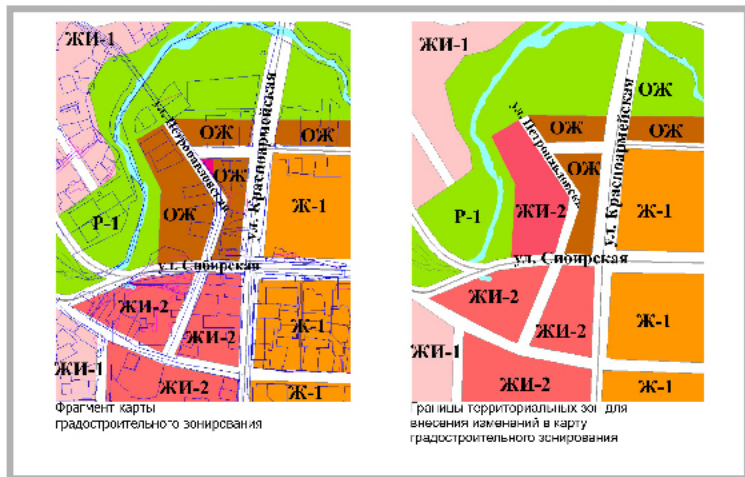 ЖИ-1
ул. Петропавловская
ОЖ
ОЖ
ул. Красноармейская
ОЖ
ОЖ
Р-1
Ж-1
ул. Сибирская
ЖИ-2
ЖИ-2
Ж-1
ЖИ-1
ЖИ-2
Ж-1
Фрагмент карты
градостроительного зонирования
ЖИ-1
ОЖ
ул. Петропавловска
ОЖ
ОЖ
ул. Красноармейская
ОЖ
Р-1
ЖИ-2
Ж-1
ул. Сибирская
ЖИ-2
ЖИ-2
Ж-1
ЖИ-1
ЖИ-2
Ж-1
Границы территориальных зон для
внесения изменений в карту
градостроительного зонирования